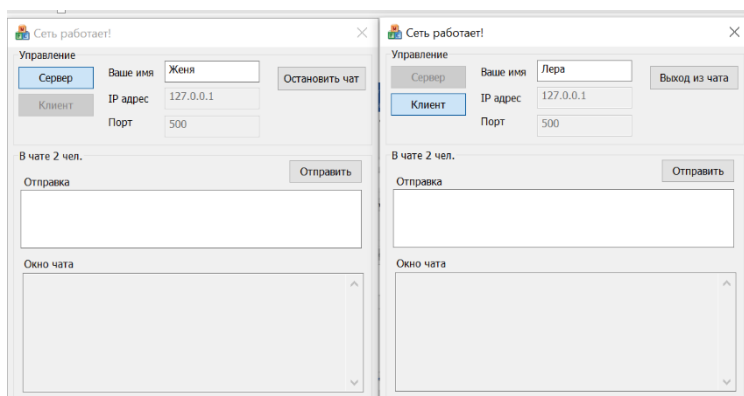 Сеть работает!
Управление
Сервер
Ваше имя
Женя
Остановить чат
Клиент
IP адрес
127.0.0.1
Порт
500
В чате 2 чел.
Отправить
Отправка
Окно чата
Сеть работает!
Управление
Сервер
Ваше имя
Лера
Выход из чата
Клиент
IP адрес
127.0.0.1
Порт
500
В чате 2 чел.
Отправить
Отправка
Окно чата